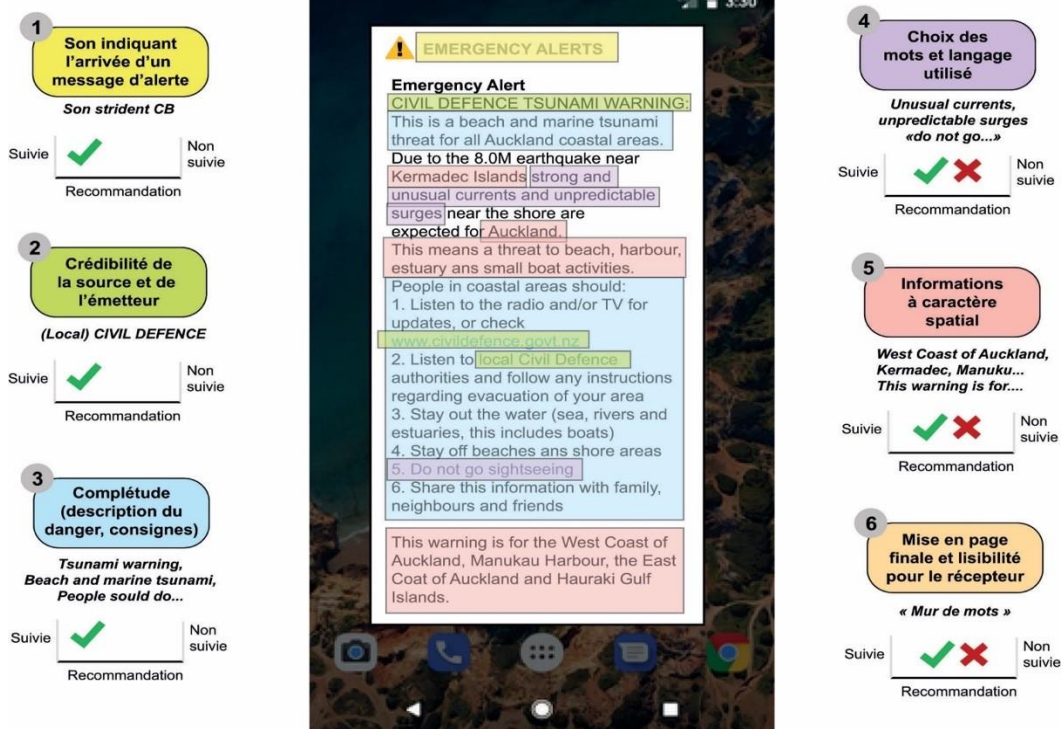 1
Son indiquant
l'arrivée d'un
message d'alerte
Son strident CB
Suivie
Non
suivie
Recommandation
2
Crédibilité de
la source et de
l'émetteur
(Local) CIVIL DEFENCE
Suivie
Non
suivie
Recommandation
3
Complétude
(description du
danger, consignes)
Tsunami warning,
Beach and marine tsunami,
People sould do...
Suivie
Non
suivie
Recommandation
3:30
EMERGENCY ALERTS
Emergency Alert
CIVIL DEFENCE TSUNAMI WARNING:
This is a beach and marine tsunami
threat for all Auckland coastal areas.
Due to the 8.0M earthquake near
Kermadec Islands strong and
unusual currents and unpredictable
surges near the shore are
expected for Auckland.
This means a threat to beach, harbour,
estuary ans small boat activities.
People in coastal areas should:
1. Listen to the radio and/or TV for
updates, or check
www.civildefence.govt.nz
2. Listen to local Civil Defence
authorities and follow any instructions
regarding evacuation of your area
3. Stay out the water (sea, rivers and
estuaries, this includes boats)
4. Stay off beaches ans shore areas
5. Do not go sightseeing
6. Share this information with family,
neighbours and friends
This warning is for the West Coast of
Auckland, Manukau Harbour, the East
Coat of Auckland and Hauraki Gulf
Islands.
4
Choix des
mots et langage
utilisé
Unusual currents,
unpredictable surges
«do not go...»
Suivie
Non
suivie
Recommandation
5
Informations
à caractère
spatial
West Coast of Auckland,
Kermadec, Manuku...
This warning is for....
Suivie
Non
suivie
Recommandation
6
Mise en page
finale et lisibilité
pour le récepteur
« Mur de mots »
Suivie
Non
suivie
Recommandation